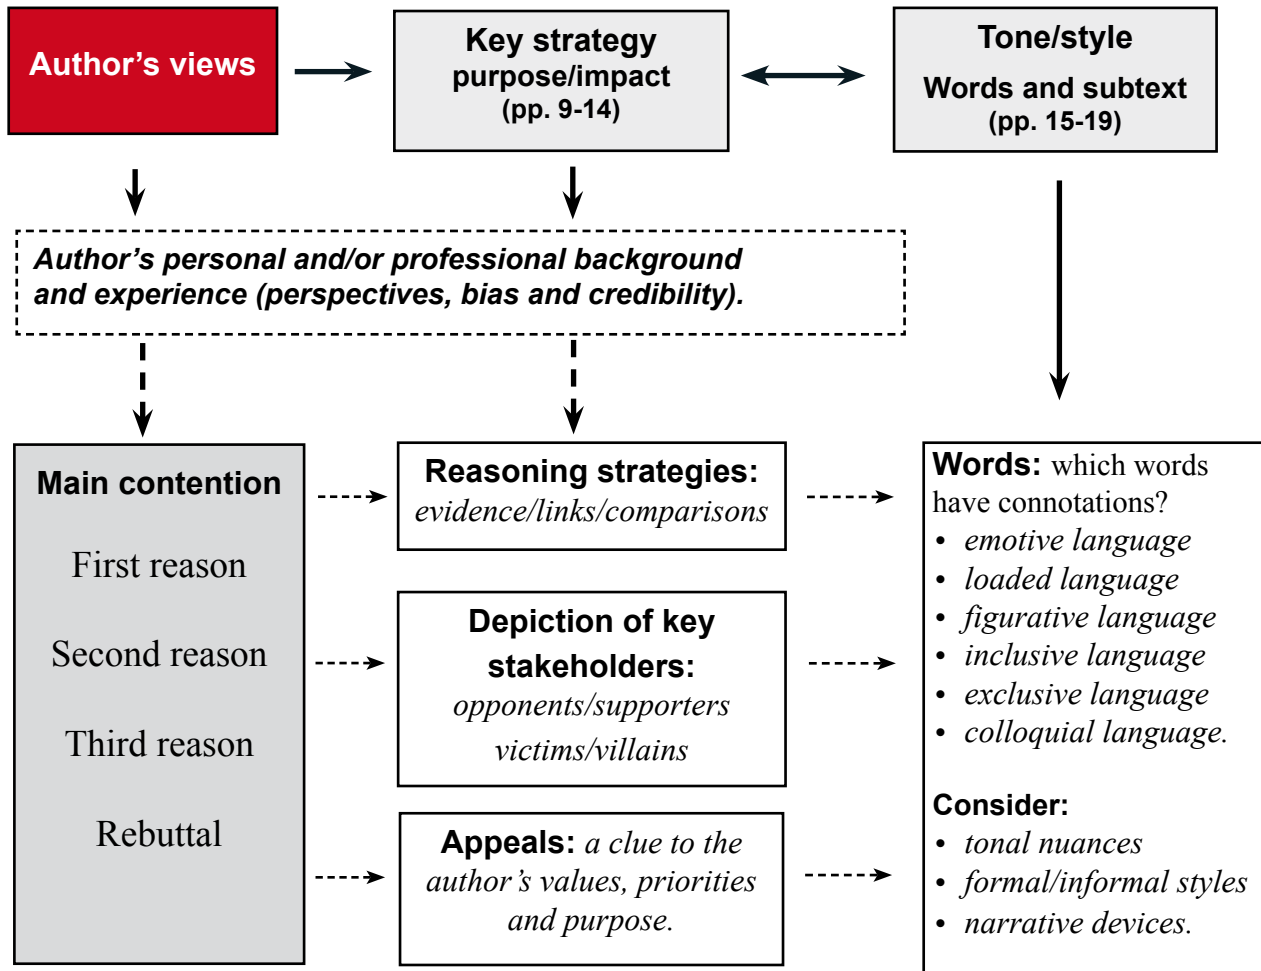 Author’s views
Key strategy
purpose/impact
(pp. 9-14)
Tone/style
Words and subtext
(pp. 15-19)
Author’s personal and/or professional background
and experience (perspectives, bias and credibility).
Main contention
First reason
Second reason
Third reason
Rebuttal
Reasoning strategies:
evidence/links/comparisons
Depiction of key
stakeholders:
opponents/supporters
victims/villains
Appeals: a clue to the
author’s values, priorities
and purpose.
Words: which words
have connotations?
• emotive language
• loaded language
• figurative language
• inclusive language
• exclusive language
• colloquial language.
Consider:
• tonal nuances
• formal/informal styles
• narrative devices.